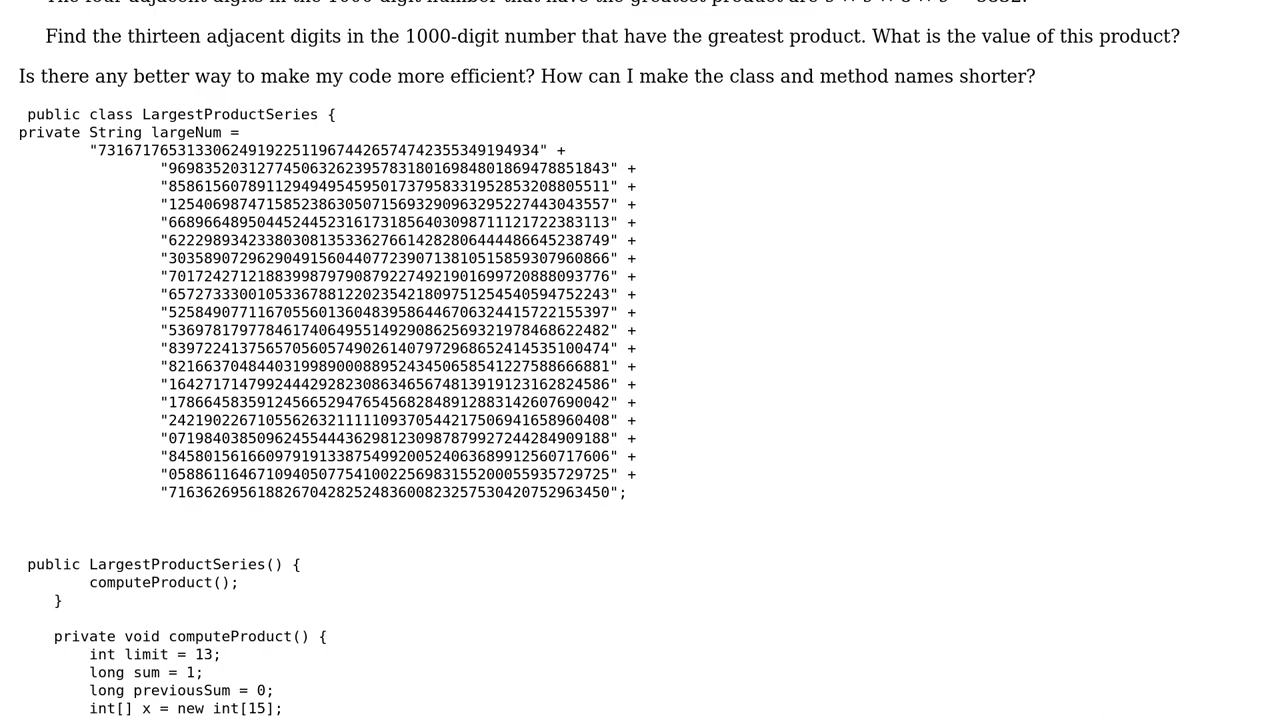 Find the thirteen adjacent digits in the 1000-digit number that have the greatest product. What is the value of this product?
Is there any better way to make my code more efficient? How can I make the class and method names shorter?
public class LargestProductSeries {
private String largeNum =
"73167176531330624919225119674426574742355349194934" +
"96983520312774506326239578318016984801869478851843" +
"85861560789112949495459501737958331952853208805511" +
"12540698747158523863050715693290963295227443043557" +
"66896648950445244523161731856403098711121722383113" +
"62229893423380308135336276614282806444486645238749" +
"30358907296290491560440772390713810515859307960866" +
"70172427121883998797908792274921901699720888093776" +
"65727333001053367881220235421809751254540594752243" +
"52584907711670556013604839586446706324415722155397" +
"53697817977846174064955149290862569321978468622482" +
"83972241375657056057490261407972968652414535100474" +
"82166370484403199890008895243450658541227588666881" +
"16427171479924442928230863465674813919123162824586" +
"17866458359124566529476545682848912883142607690042" +
"24219022671055626321111109370544217506941658960408" +
"07198403850962455444362981230987879927244284909188" +
"84580156166097919133875499200524063689912560717606" +
"05886116467109405077541002256983155200055935729725" +
"71636269561882670428252483600823257530420752963450";
public LargestProductSeries() {
computeProduct();
}
private void computeProduct() {
int limit = 13;
long sum = 1;
long previousSum = 0;
int[] x = new int[15];